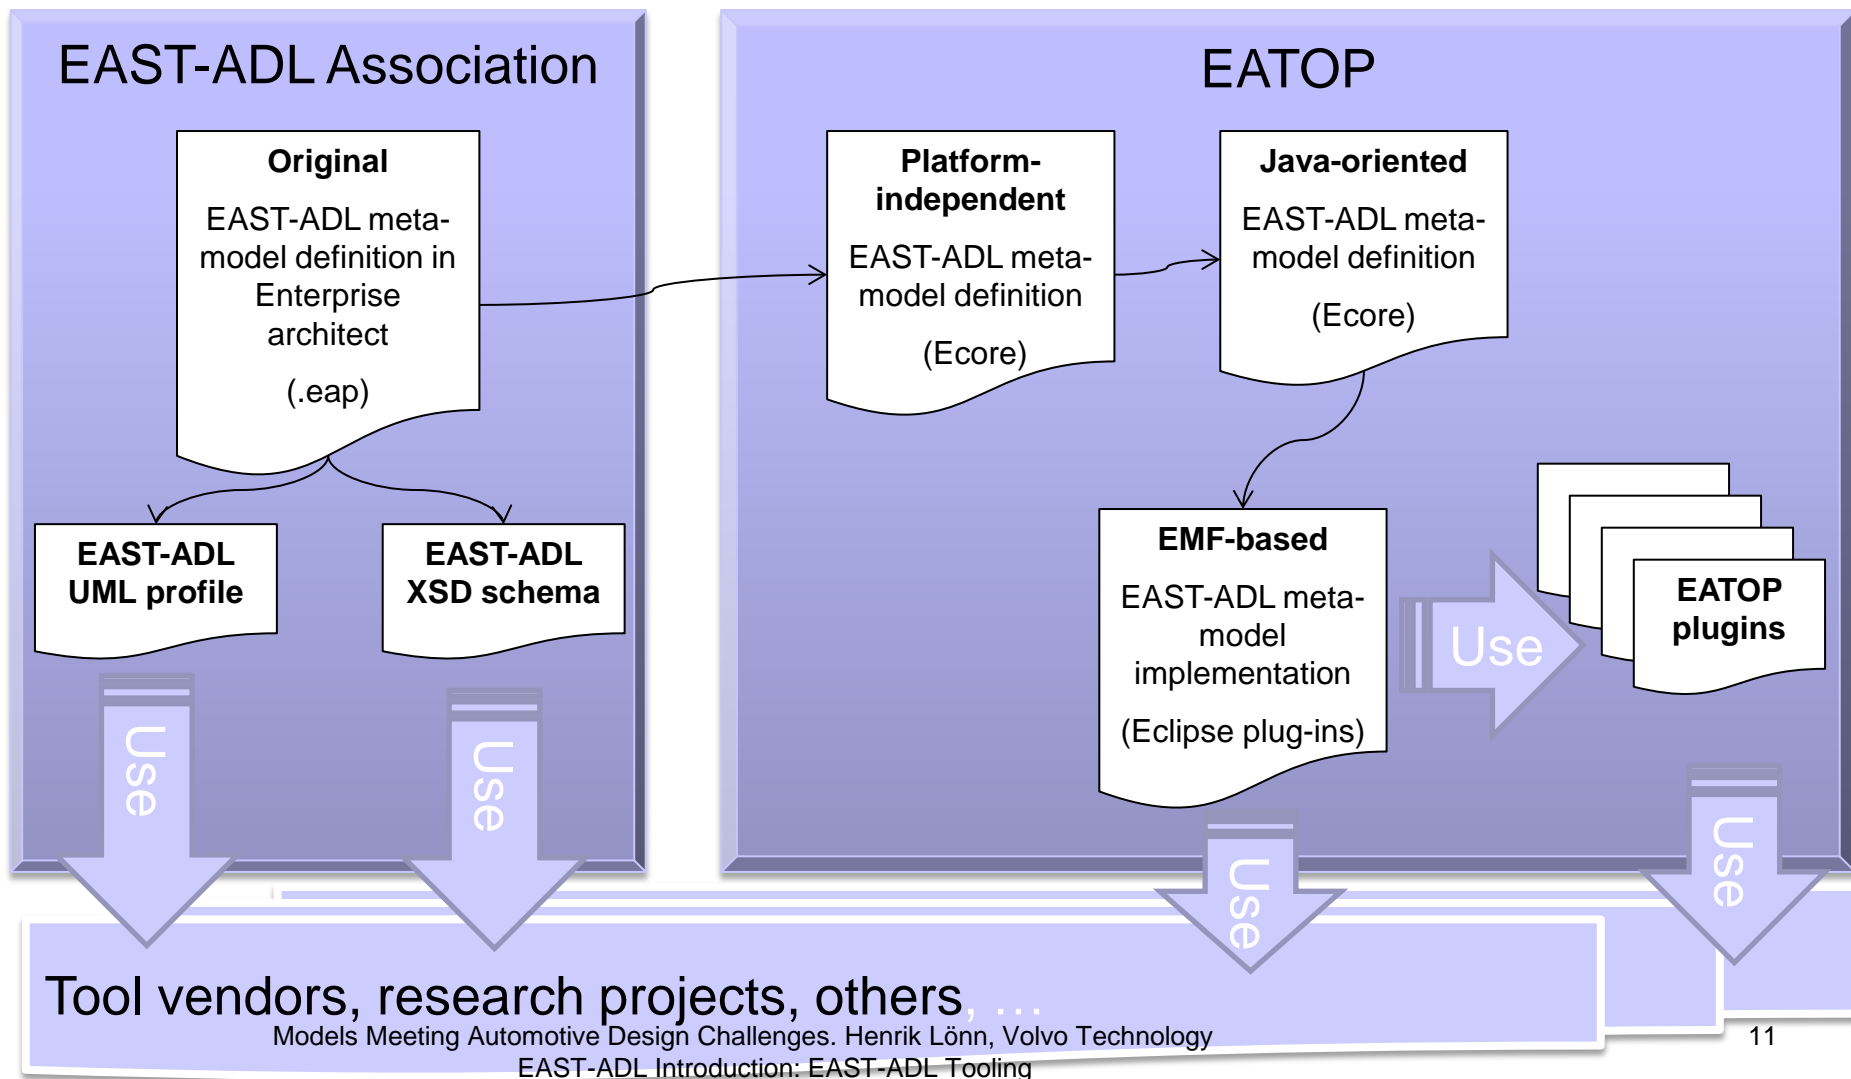 EAST-ADL Association
Original
EAST-ADL meta-
model definition in
Enterprise
architect
(.eap)
EAST-ADL
UML profile
EAST-ADL
XSD schema
Use
Use
EATOP
Platform-
independent
EAST-ADL meta-
model definition
(Ecore)
Java-oriented
EAST-ADL meta-
model definition
(Ecore)
EMF-based
EAST-ADL meta-
model
implementation
(Eclipse plug-ins)
Use
EATOP
plugins
Use
Use
Tool vendors, research projects, others, ...
Models Meeting Automotive Design Challenges. Henrik Lönn, Volvo Technology
EAST-ADL Introduction: EAST-ADL Tooling
11